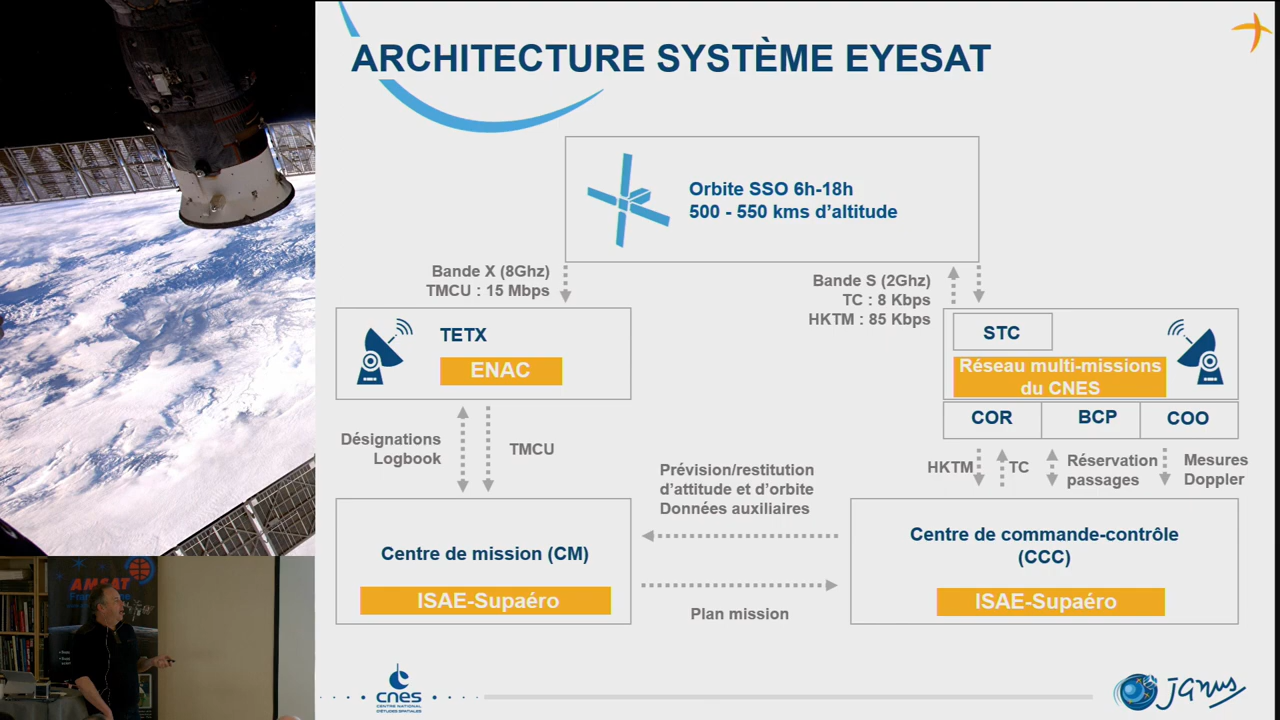 ARCHITECTURE SYSTÈME EYESAT
Orbite SSO 6h-18h
500 - 550 kms d'altitude
Bande X (8Ghz)
TMCU : 15 Mbps
Bande S (2Ghz)
TC : 8 Kbps
HKTM : 85 Kbps
TETX
ENAC
STC
Réseau multi-missions
du CNES
COR
BCP
COO
Désignations
Logbook
TMCU
HKTM
TC
Réservation
passages
Mesures
Doppler
Prévision/restitution
d'attitude et d'orbite
Données auxiliaires
Centre de mission (CM)
ISAE-Supaéro
Plan mission
Centre de commande-contrôle
(CCC)
ISAE-Supaéro
AMSAT
cnes
CENTRE NATIONAL
D'ÉTUDES SPATIALES
Janus